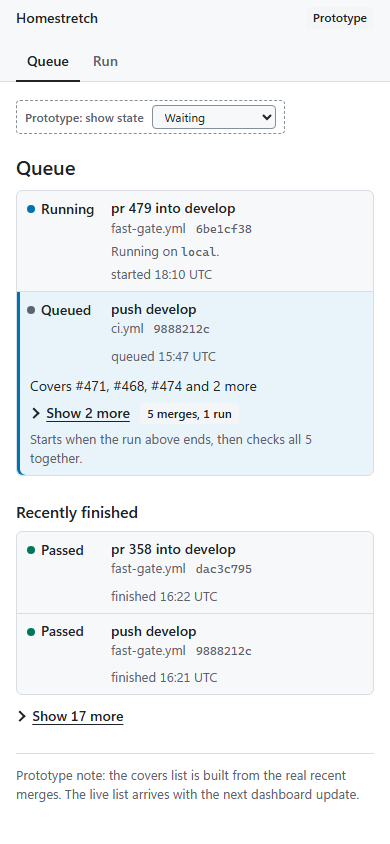 Homestretch
Prototype
Queue Run
Prototype: show state Waiting
Queue
Running pr 479 into develop
fast-gate.yml 6be1cf38
Running on local.
started 18:10 UTC
Queued push develop
ci.yml 9888212c
queued 15:47 UTC
Covers #471, #468, #474 and 2 more
Show 2 more 5 merges, 1 run
Starts when the run above ends, then checks all 5
together.
Recently finished
Passed pr 358 into develop
fast-gate.yml dac3c795
finished 16:22 UTC
Passed push develop
fast-gate.yml 9888212c
finished 16:21 UTC
Show 17 more
Prototype note: the covers list is built from the real recent
merges. The live list arrives with the next dashboard update.